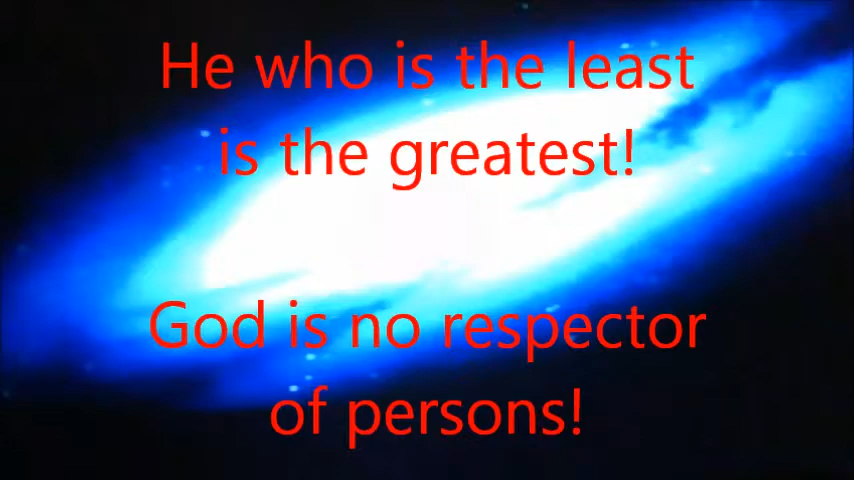 He who is the least
is the greatest!
God is no respector
of persons!